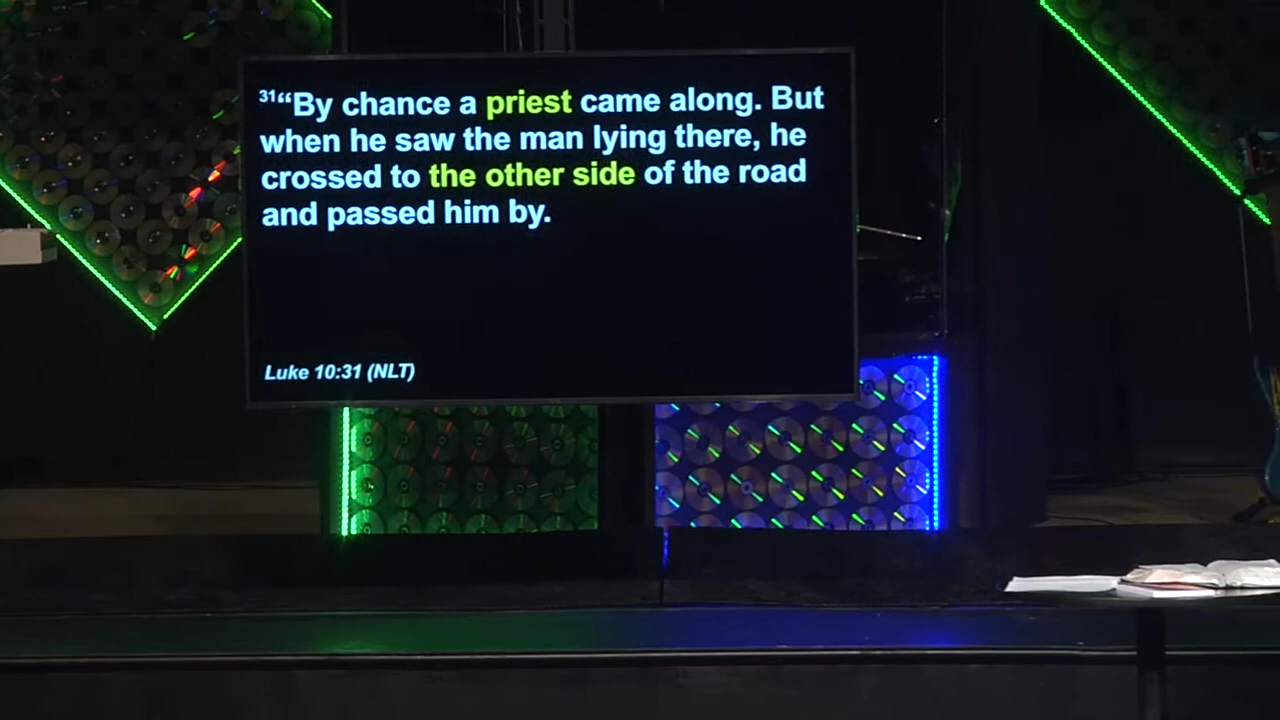 31“By chance a priest came along. But
when he saw the man lying there, he
crossed to the other side of the road
and passed him by.
Luke 10:31 (NLT)